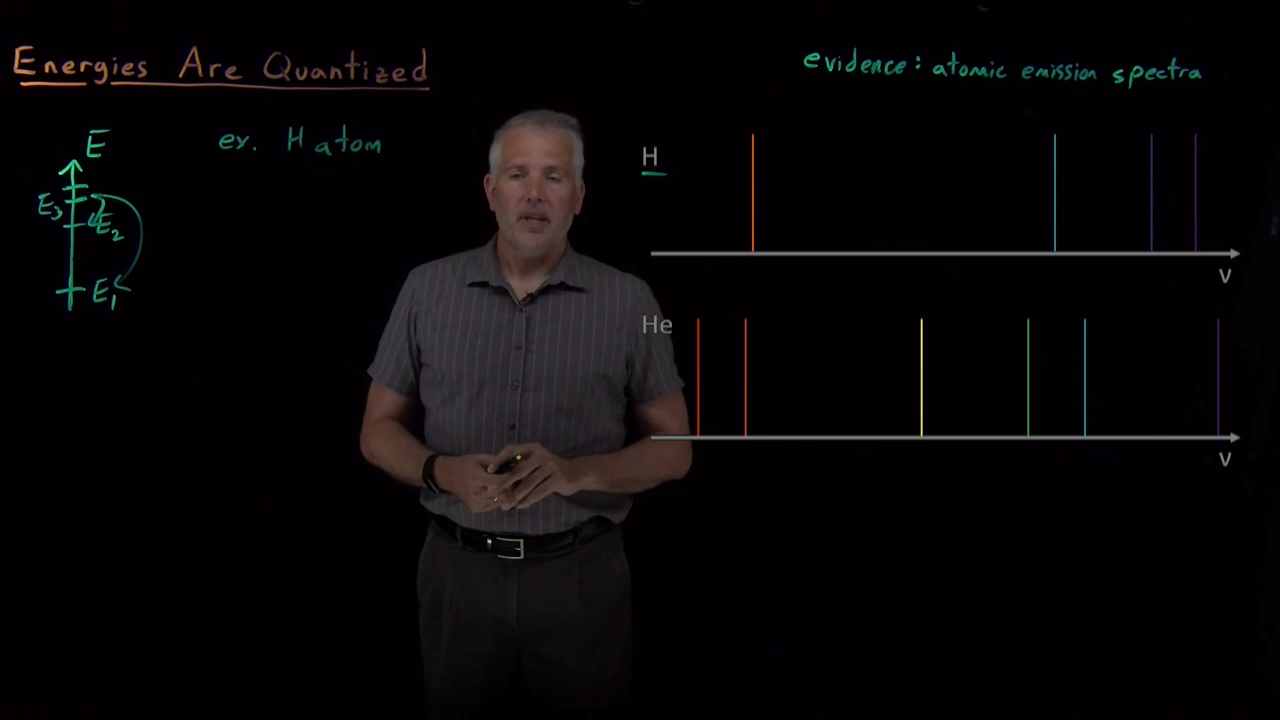 Energies Are Quantized
evidence: atomic emission spectra
E
ex. H atom
E3
E2
E1
H
ν
He
ν